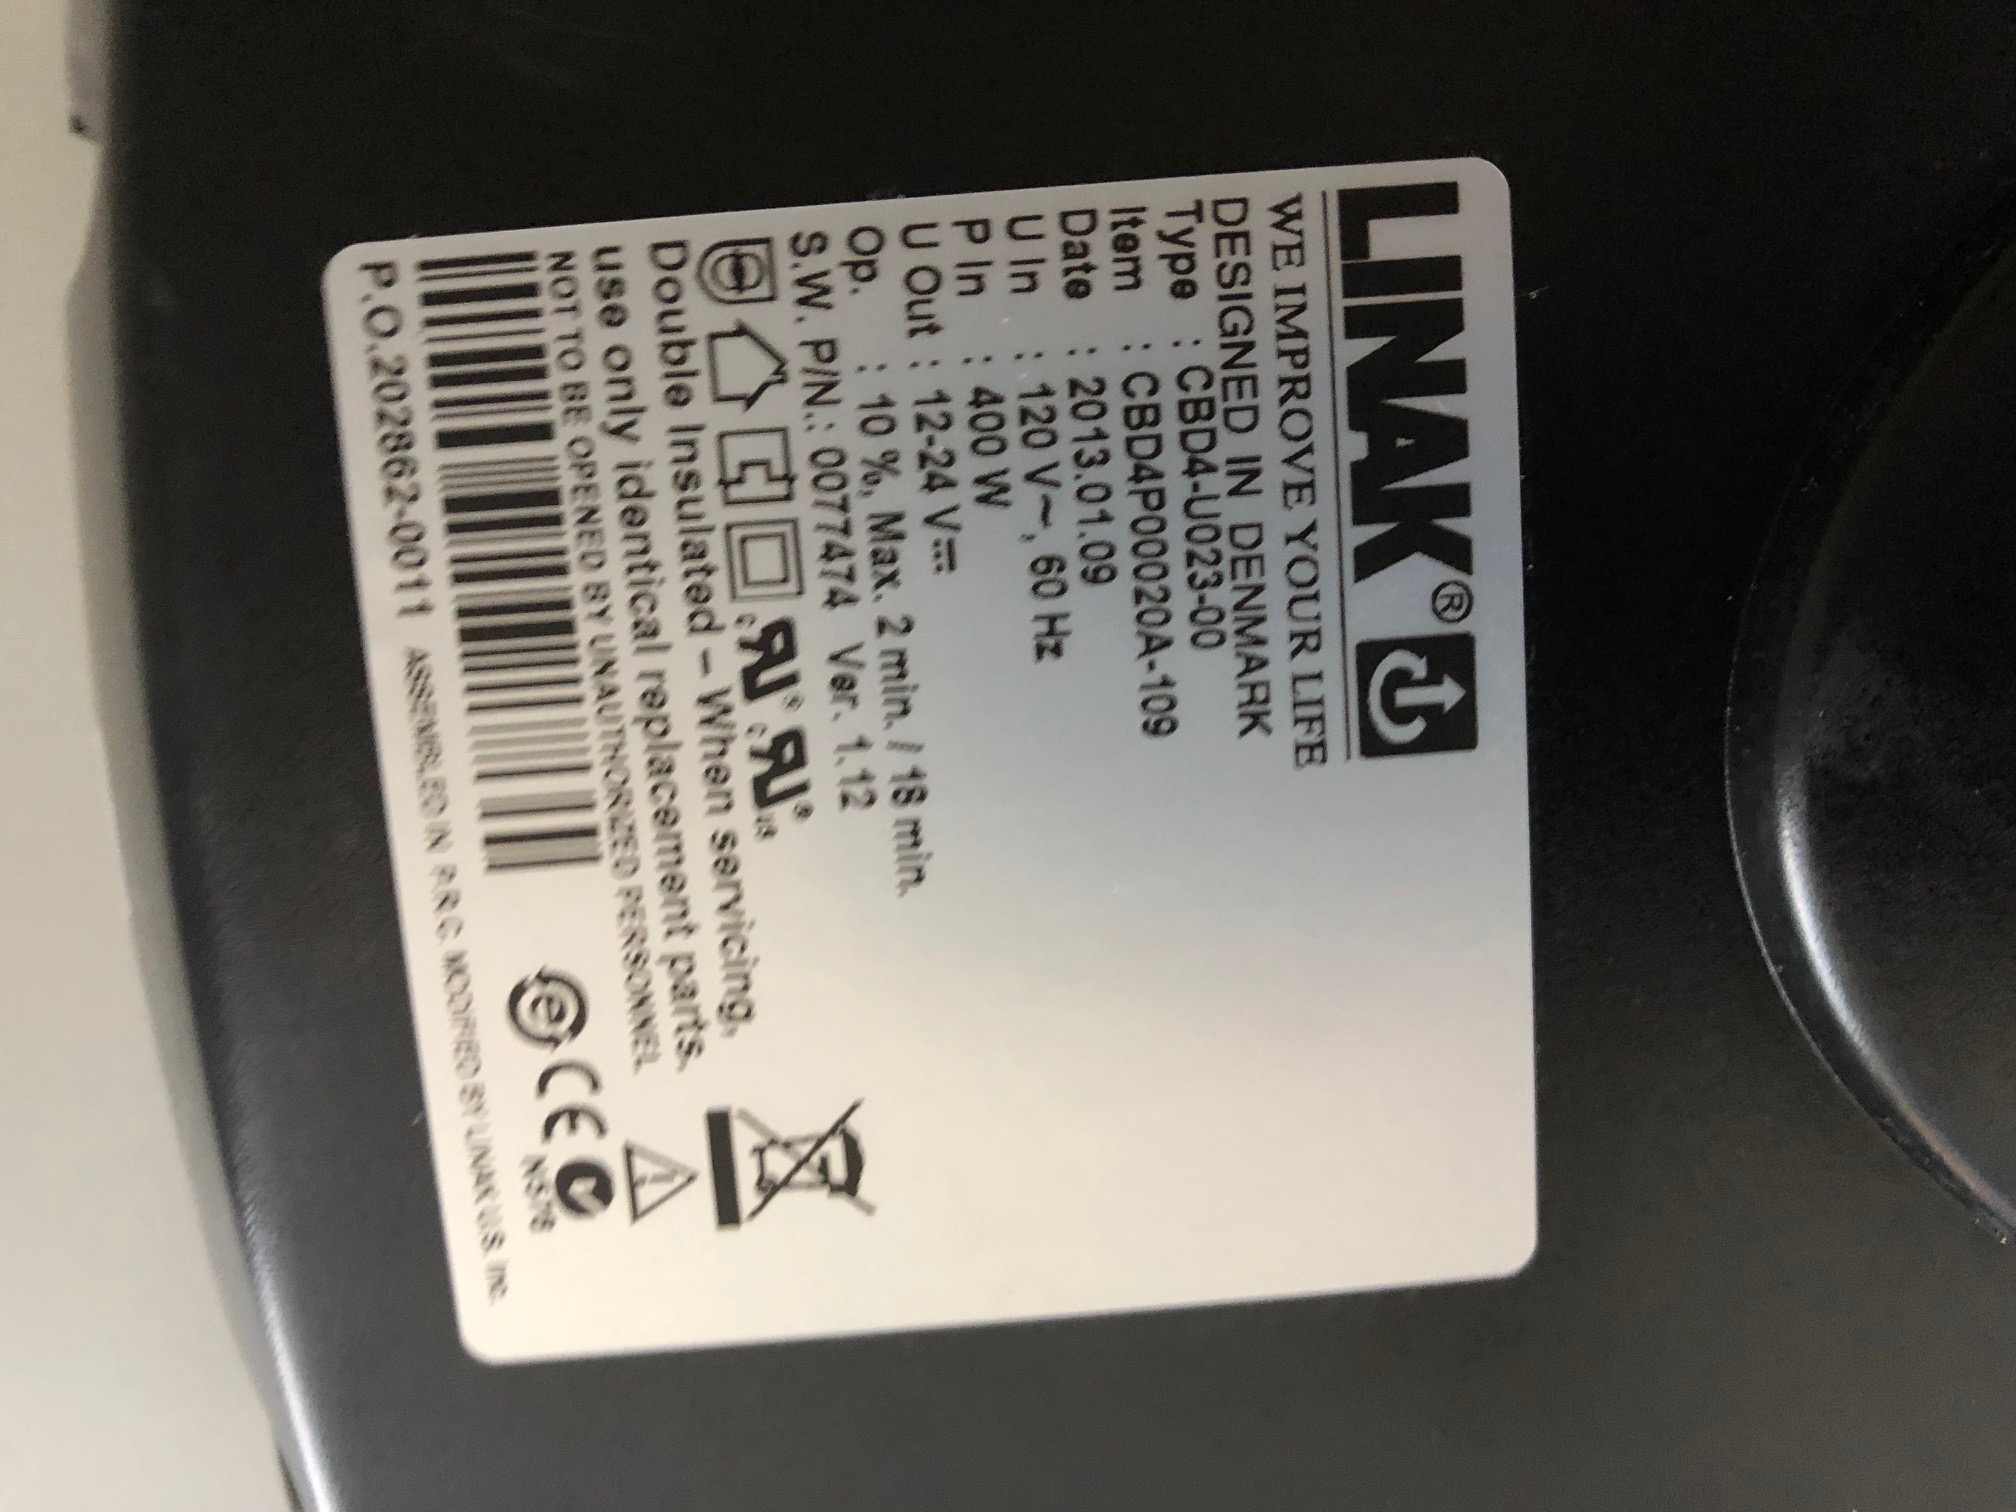 LINAK®
WE IMPROVE YOUR LIFE
DESIGNED IN DENMARK
Type : CBD4-U023-00
Item : CBD4P00020A-109
Date : 2013.01.09
U In : 120 V~, 60 Hz
P In : 400 W
U Out : 12-24 V⎓
Op. : 10 %, Max. 2 min. / 18 min.
S.W. P/N.: 0077474 Ver. 1.12
Double Insulated – When servicing,
use only identical replacement parts.
NOT TO BE OPENED BY UNAUTHORIZED PERSONNEL
CE
P.O.202862-0011 ASSEMBLED IN P.R.C. MODIFIED BY LINAK U.S. Inc.